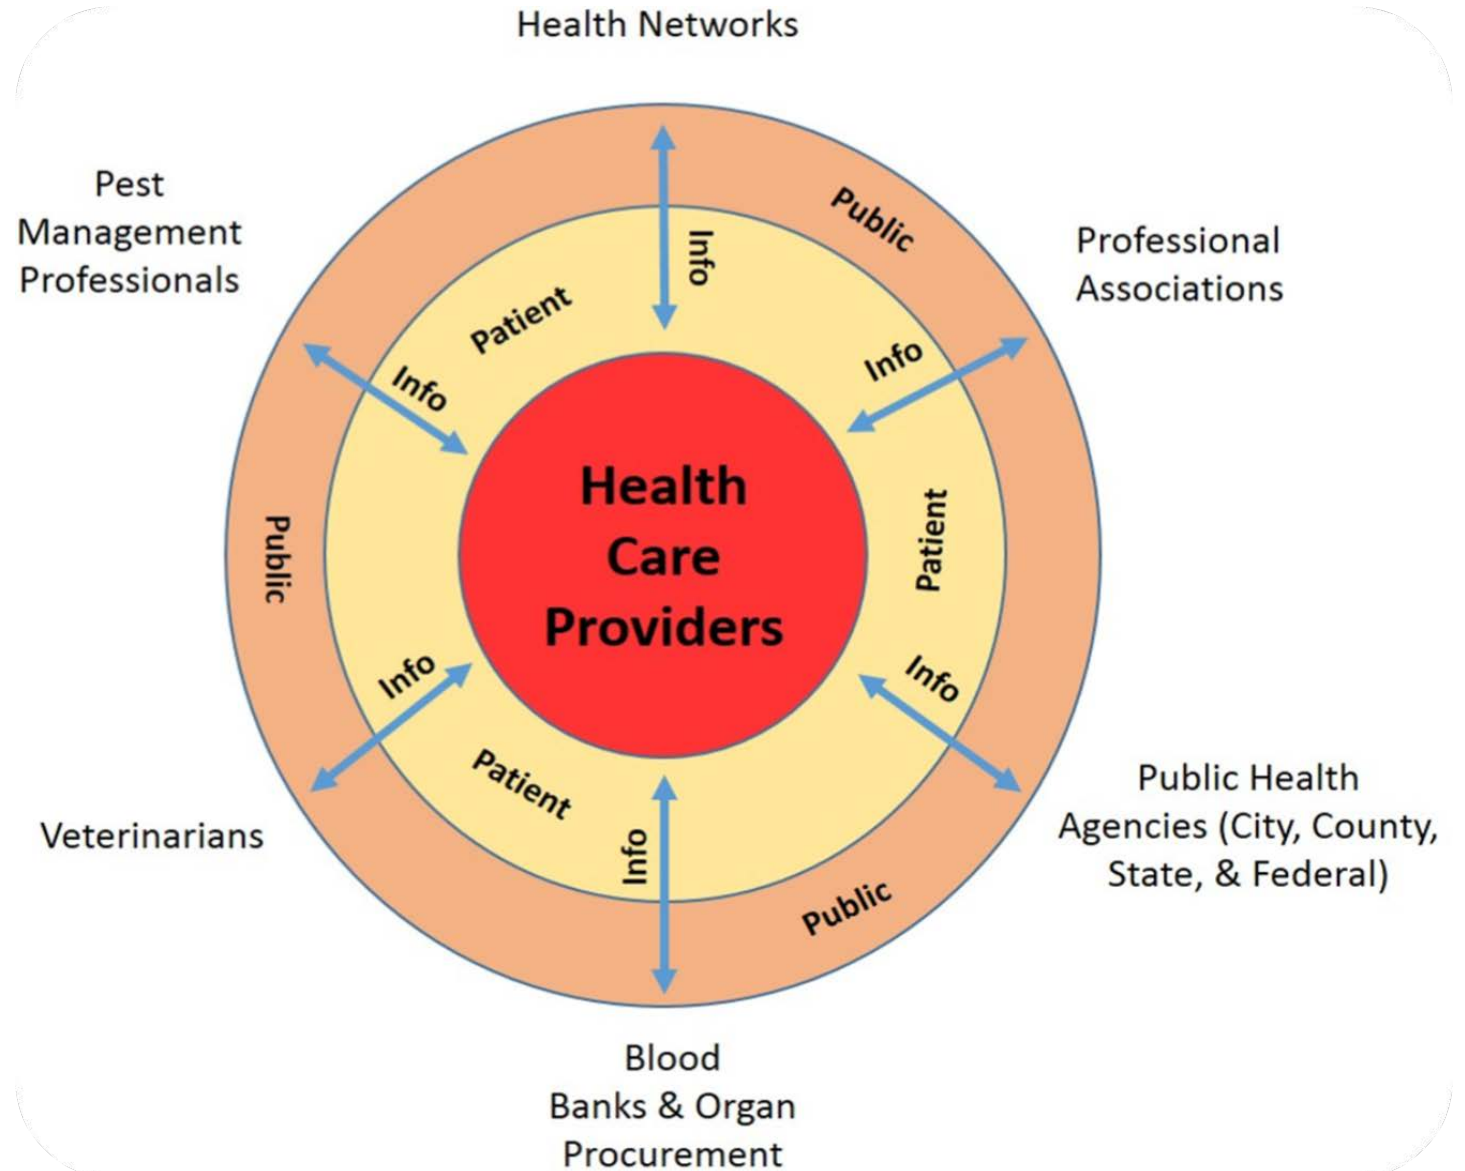 Health Networks
Pest
Management
Professionals
Professional
Associations
Public
Info
Patient
Info
Info
Health
Care
Providers
Patient
Public
Info
Info
Patient
Info
Public
Veterinarians
Public Health
Agencies (City, County,
State, & Federal)
Blood
Banks & Organ
Procurement